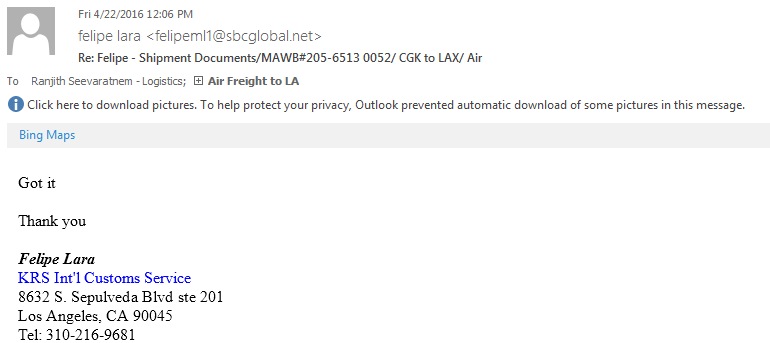 Fri 4/22/2016 12:06 PM
felipe lara <felipeml1@sbcglobal.net>
Re: Felipe - Shipment Documents/MAWB#205-6513 0052/ CGK to LAX/ Air
To Ranjith Seevaratnem - Logistics; Air Freight to LA
Click here to download pictures. To help protect your privacy, Outlook prevented automatic download of some pictures in this message.
Bing Maps
Got it
Thank you
Felipe Lara
KRS Int'l Customs Service
8632 S. Sepulveda Blvd ste 201
Los Angeles, CA 90045
Tel: 310-216-9681